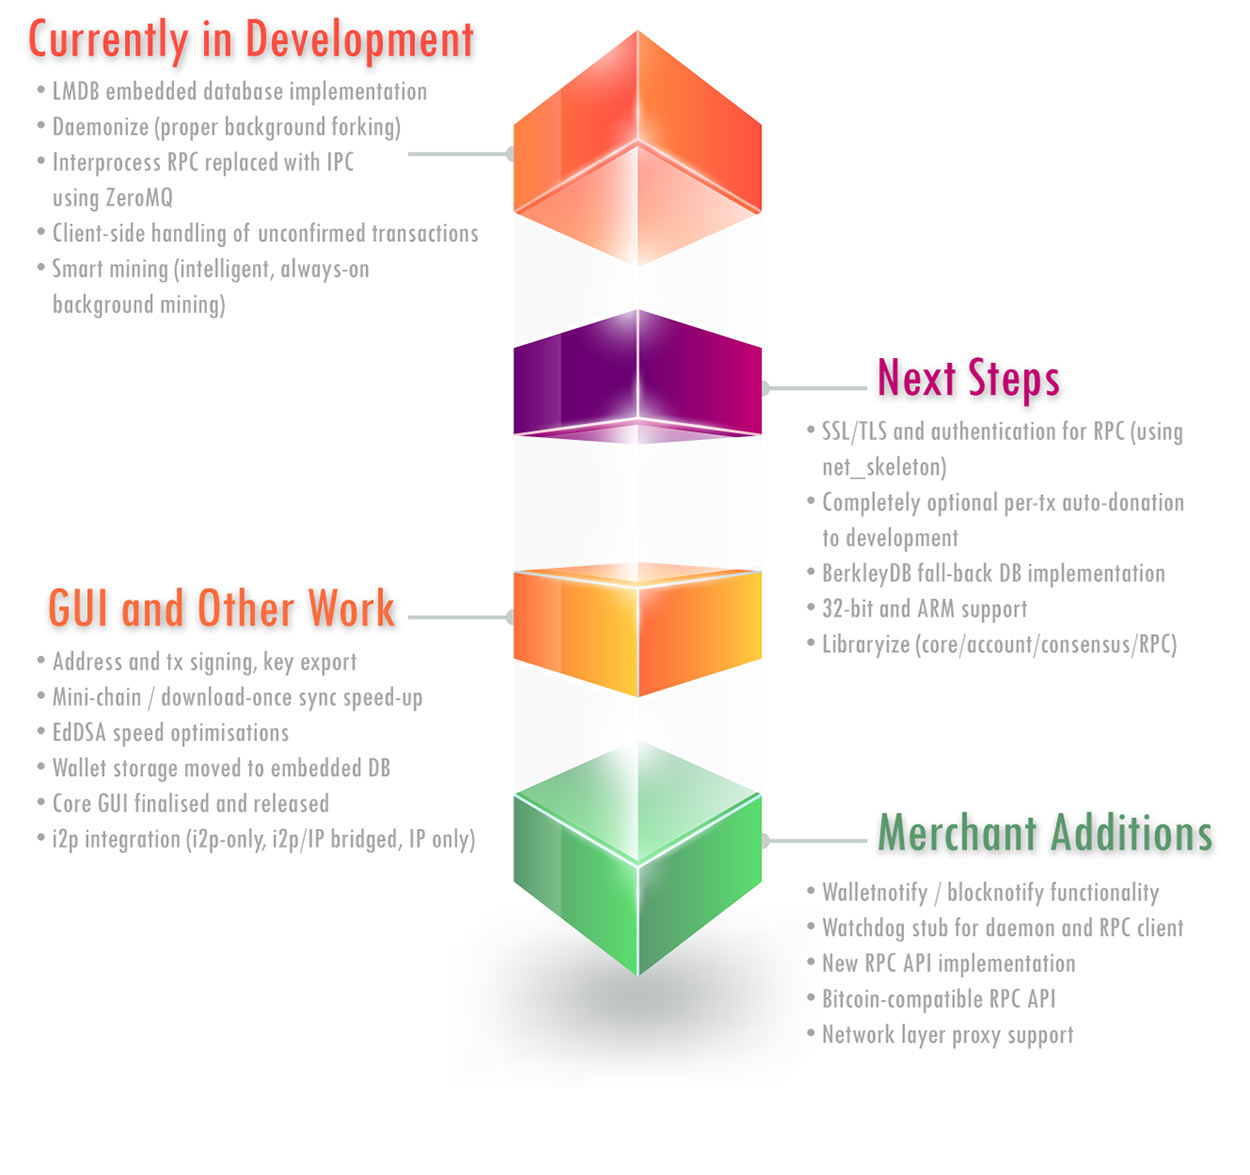 Currently in Development
• LMDB embedded database implementation
• Daemonize (proper background forking)
• Interprocess RPC replaced with IPC
using ZeroMQ
• Client-side handling of unconfirmed transactions
• Smart mining (intelligent, always-on
background mining)
Next Steps
• SSL/TLS and authentication for RPC (using
net_skeleton)
• Completely optional per-tx auto-donation
to development
• BerkleyDB fall-back DB implementation
• 32-bit and ARM support
• Libraryize (core/account/consensus/RPC)
GUI and Other Work
• Address and tx signing, key export
• Mini-chain / download-once sync speed-up
• EdDSA speed optimisations
• Wallet storage moved to embedded DB
• Core GUI finalised and released
• i2p integration (i2p-only, i2p/IP bridged, IP only)
Merchant Additions
• Walletnotify / blocknotify functionality
• Watchdog stub for daemon and RPC client
• New RPC API implementation
• Bitcoin-compatible RPC API
• Network layer proxy support